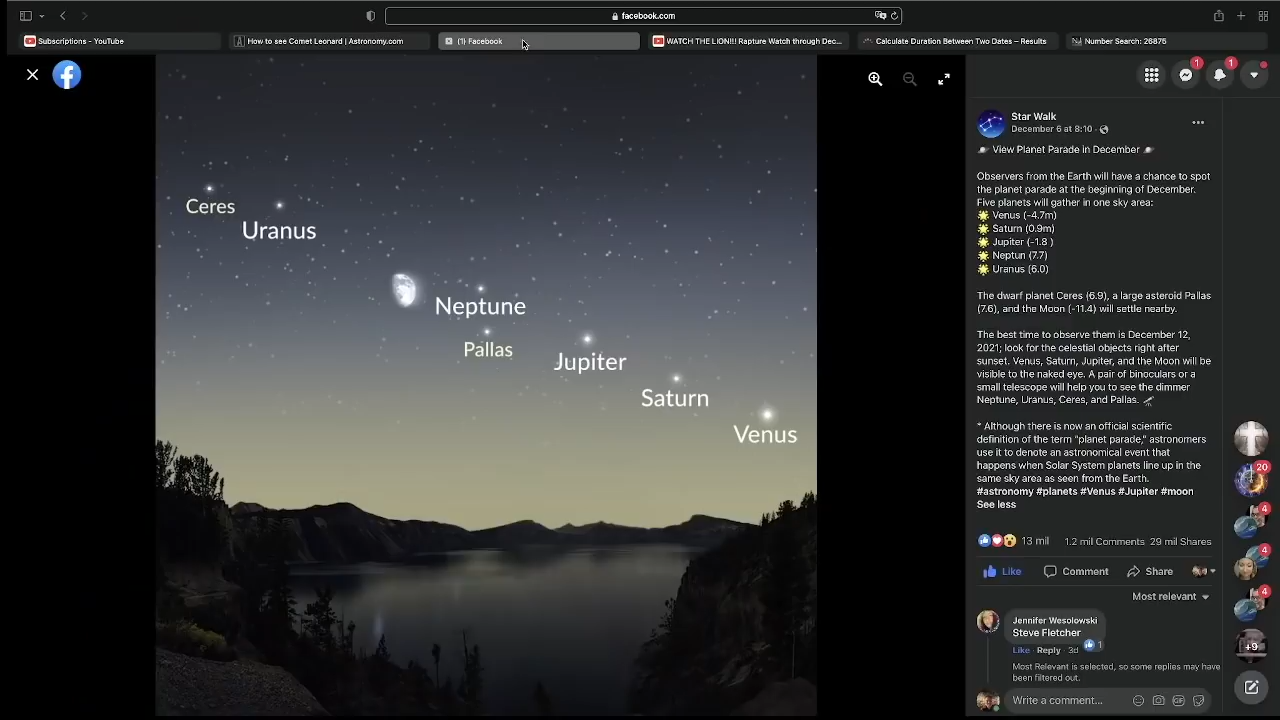 facebook.com
Subscriptions - YouTube
How to see Comet Leonard | Astronomy.com
(1) Facebook
WATCH THE LION!!! Rapture Watch through Dec...
Calculate Duration Between Two Dates – Results
Number Search: 26875
Ceres
Uranus
Neptune
Pallas
Jupiter
Saturn
Venus
1
1
Star Walk
December 6 at 8:10
View Planet Parade in December
Observers from the Earth will have a chance to spot
the planet parade at the beginning of December.
Five planets will gather in one sky area:
Venus (-4.7m)
Saturn (0.9m)
Jupiter (-1.8 )
Neptun (7.7)
Uranus (6.0)
The dwarf planet Ceres (6.9), a large asteroid Pallas
(7.6), and the Moon (-11.4) will settle nearby.
The best time to observe them is December 12,
2021; look for the celestial objects right after
sunset. Venus, Saturn, Jupiter, and the Moon will be
visible to the naked eye. A pair of binoculars or a
small telescope will help you to see the dimmer
Neptune, Uranus, Ceres, and Pallas.
* Although there is now an official scientific
definition of the term "planet parade," astronomers
use it to denote an astronomical event that
happens when Solar System planets line up in the
same sky area as seen from the Earth.
#astronomy #planets #Venus #Jupiter #moon
See less
13 mil 1.2 mil Comments 29 mil Shares
Like Comment Share
Most relevant
Jennifer Wesolowski
Steve Fletcher
Like · Reply · 3d 1
Most Relevant is selected, so some replies may have
been filtered out.
Write a comment...
GIF
20
4
4
4
+9